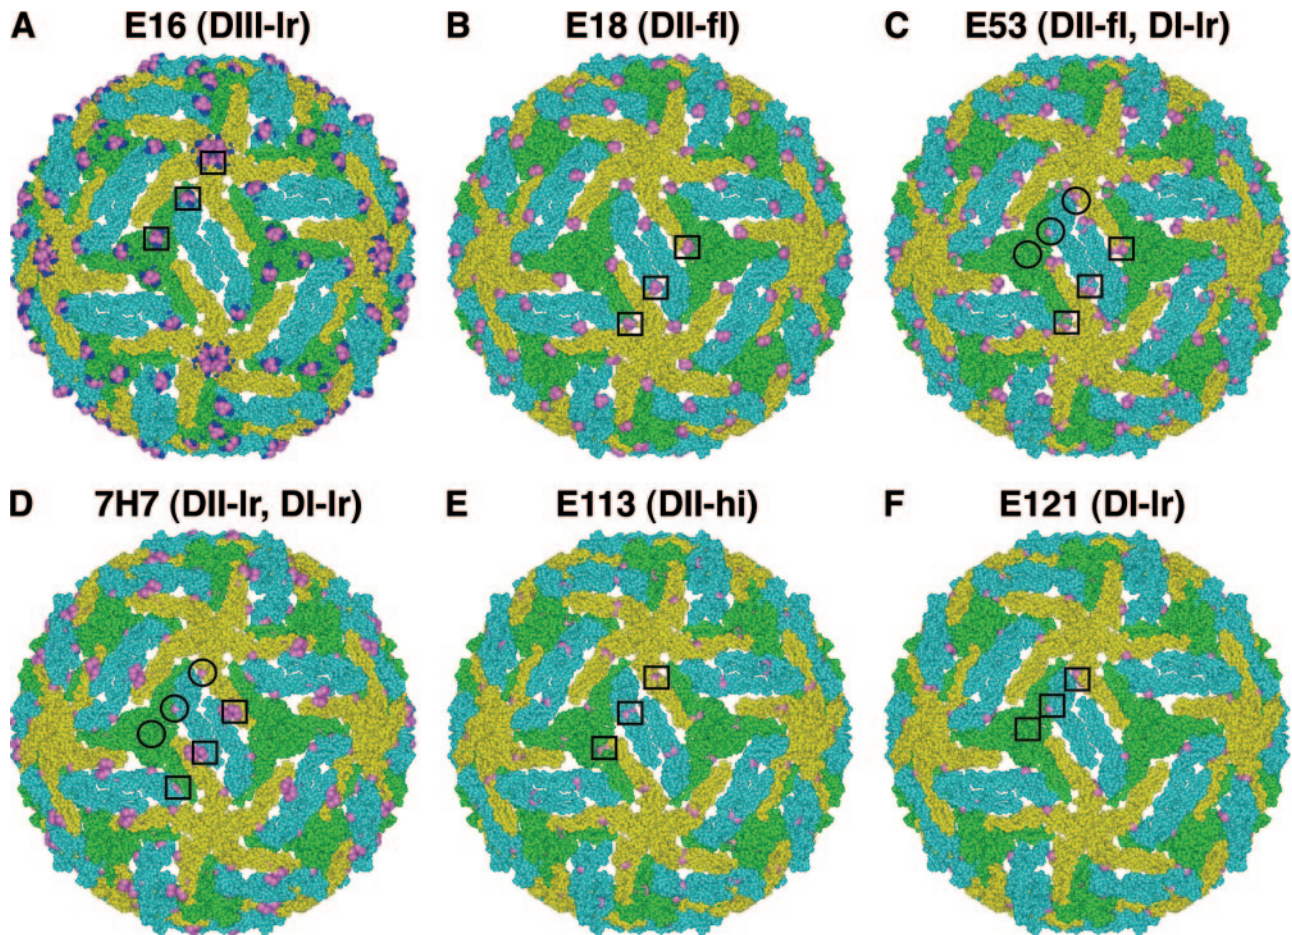 A E16 (DIII-lr)
B E18 (DII-fl)
C E53 (DII-fl, DI-lr)
D 7H7 (DII-lr, DI-lr)
E E113 (DII-hi)
F E121 (DI-lr)